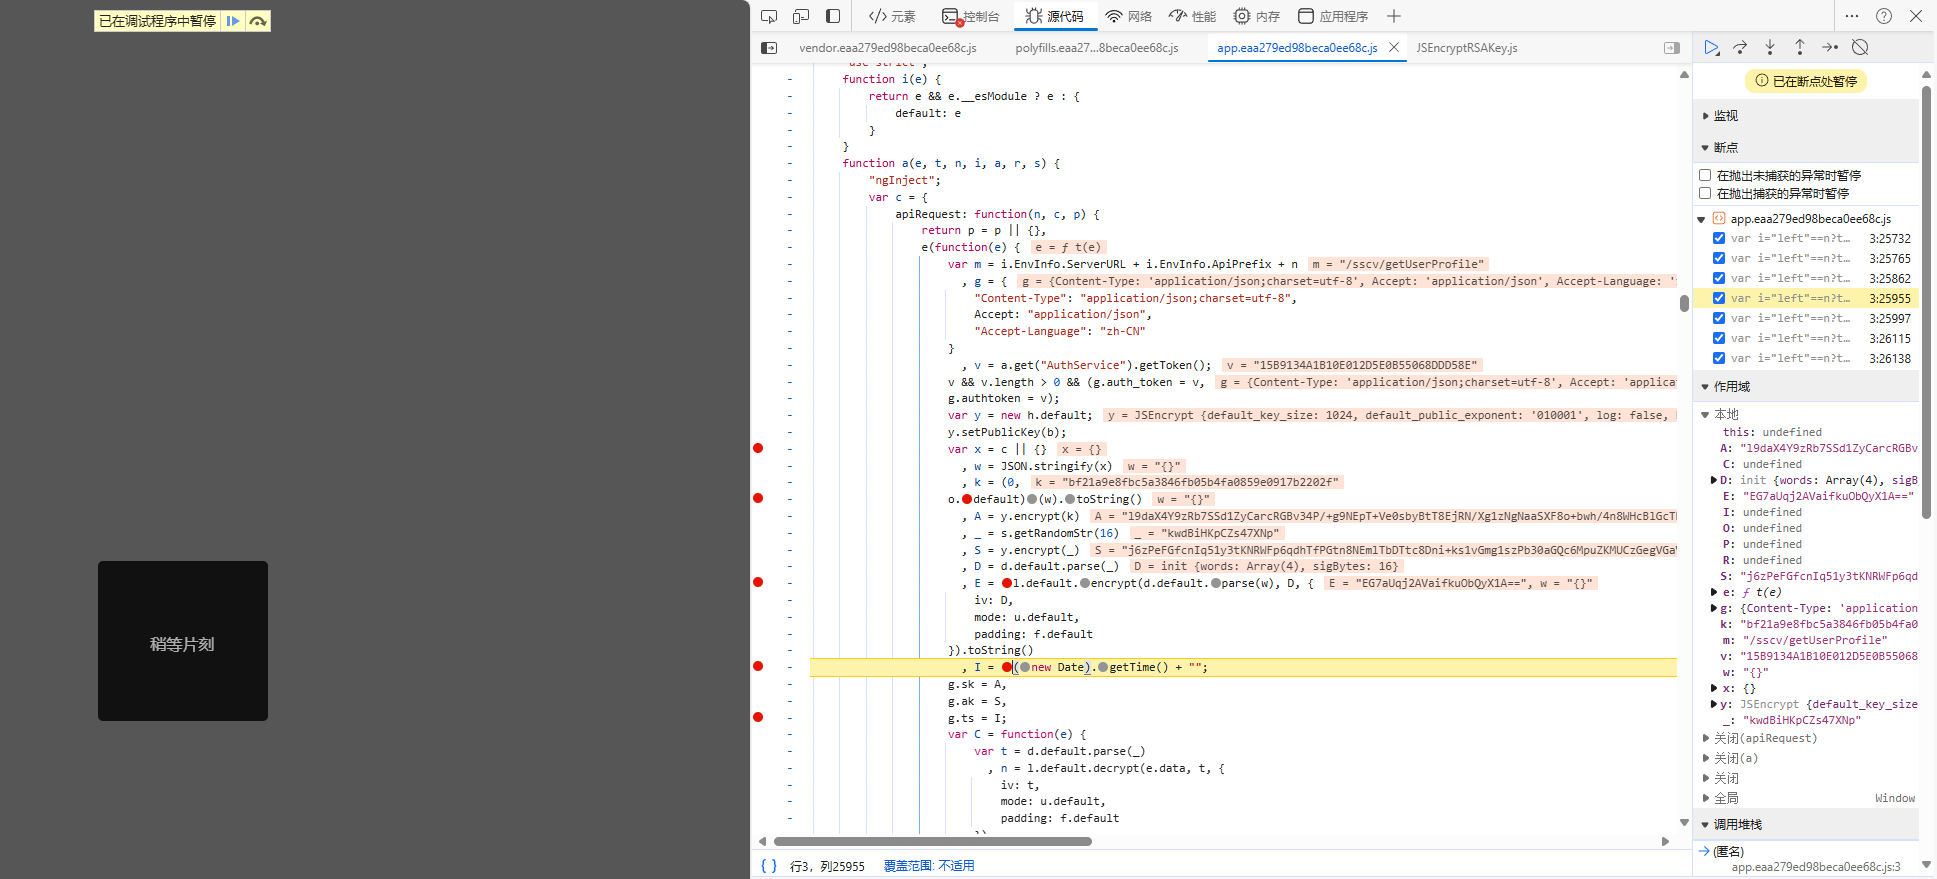 已在调试程序中暂停
稍等片刻
元素
控制台
源代码
网络
性能
内存
应用程序
vendor.eaa279ed98beca0ee68c.js
polyfills.eaa27...8beca0ee68c.js
app.eaa279ed98beca0ee68c.js
JSEncryptRSAKey.js
"use strict";
function i(e) {
return e && e.__esModule ? e : {
default: e
}
}
function a(e, t, n, i, a, r, s) {
"ngInject";
var c = {
apiRequest: function(n, c, p) {
return p = p || {},
e(function(e) { e = ƒ t(e)
var m = i.EnvInfo.ServerURL + i.EnvInfo.ApiPrefix + n m = "/sscv/getUserProfile"
, g = { g = {Content-Type: 'application/json;charset=utf-8', Accept: 'application/json', Accept-Language: '
"Content-Type": "application/json;charset=utf-8",
Accept: "application/json",
"Accept-Language": "zh-CN"
}
, v = a.get("AuthService").getToken(); v = "15B9134A1B10E012D5E0B55068DDD58E"
v && v.length > 0 && (g.auth_token = v, g = {Content-Type: 'application/json;charset=utf-8', Accept: 'applica
g.authtoken = v);
var y = new h.default; y = JSEncrypt {default_key_size: 1024, default_public_exponent: '010001', log: false,
y.setPublicKey(b);
var x = c || {} x = {}
, w = JSON.stringify(x) w = "{}"
, k = (0, k = "bf21a9e8fbc5a3846fb05b4fa0859e0917b2202f"
o.default)(w).toString() w = "{}"
, A = y.encrypt(k) A = "l9daX4Y9zRb7SSd1ZyCarcRGBv34P/+g9NEpT+Ve0sbyBtT8EjRN/Xg1zNgNaaSXF8o+bwh/4n8WHcBlGcT
, _ = s.getRandomStr(16) _ = "kwdBiHKpCZs47XNp"
, S = y.encrypt(_) S = "j6zPeFGfcnIq51y3tKNRWFp6qdhTfPGtn8NEmlTbDTtc8Dni+ks1vGmg1szPb30aGQc6MpuZKMUCzGegVGa
, D = d.default.parse(_) D = init {words: Array(4), sigBytes: 16}
, E = l.default.encrypt(d.default.parse(w), D, { E = "EG7aUqj2AVaifkuObQyX1A==", w = "{}"
iv: D,
mode: u.default,
padding: f.default
}).toString()
, I = (new Date).getTime() + "";
g.sk = A,
g.ak = S,
g.ts = I;
var C = function(e) {
var t = d.default.parse(_)
, n = l.default.decrypt(e.data, t, {
iv: t,
mode: u.default,
padding: f.default
})
{ } 行3，列25955 覆盖范围: 不适用
已在断点处暂停
监视
断点
在抛出未捕获的异常时暂停
在抛出捕获的异常时暂停
app.eaa279ed98beca0ee68c.js
var i="left"==n?t... 3:25732
var i="left"==n?t... 3:25765
var i="left"==n?t... 3:25862
var i="left"==n?t... 3:25955
var i="left"==n?t... 3:25997
var i="left"==n?t... 3:26115
var i="left"==n?t... 3:26138
作用域
本地
this: undefined
A: "l9daX4Y9zRb7SSd1ZyCarcRGBv
C: undefined
D: init {words: Array(4), sigB
E: "EG7aUqj2AVaifkuObQyX1A=="
I: undefined
O: undefined
P: undefined
R: undefined
S: "j6zPeFGfcnIq51y3tKNRWFp6qd
e: ƒ t(e)
g: {Content-Type: 'application
k: "bf21a9e8fbc5a3846fb05b4fa0
m: "/sscv/getUserProfile"
v: "15B9134A1B10E012D5E0B55068
w: "{}"
x: {}
y: JSEncrypt {default_key_size
_: "kwdBiHKpCZs47XNp"
关闭(apiRequest)
关闭(a)
关闭
全局 Window
调用堆栈
(匿名)
app.eaa279ed98beca0ee68c.js:3